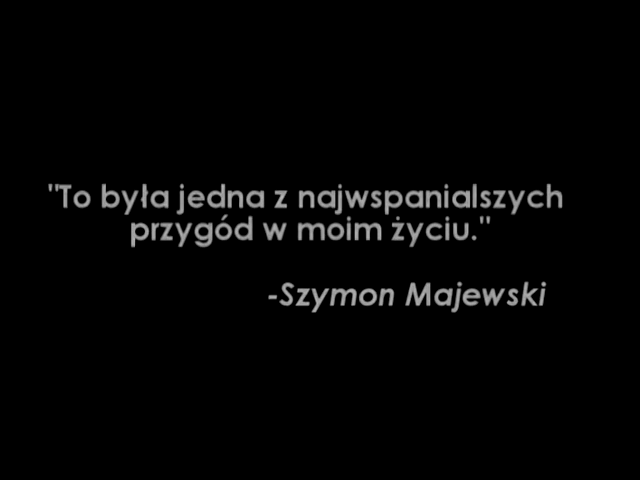 "To była jedna z najwspanialszych
przygód w moim życiu."
-Szymon Majewski